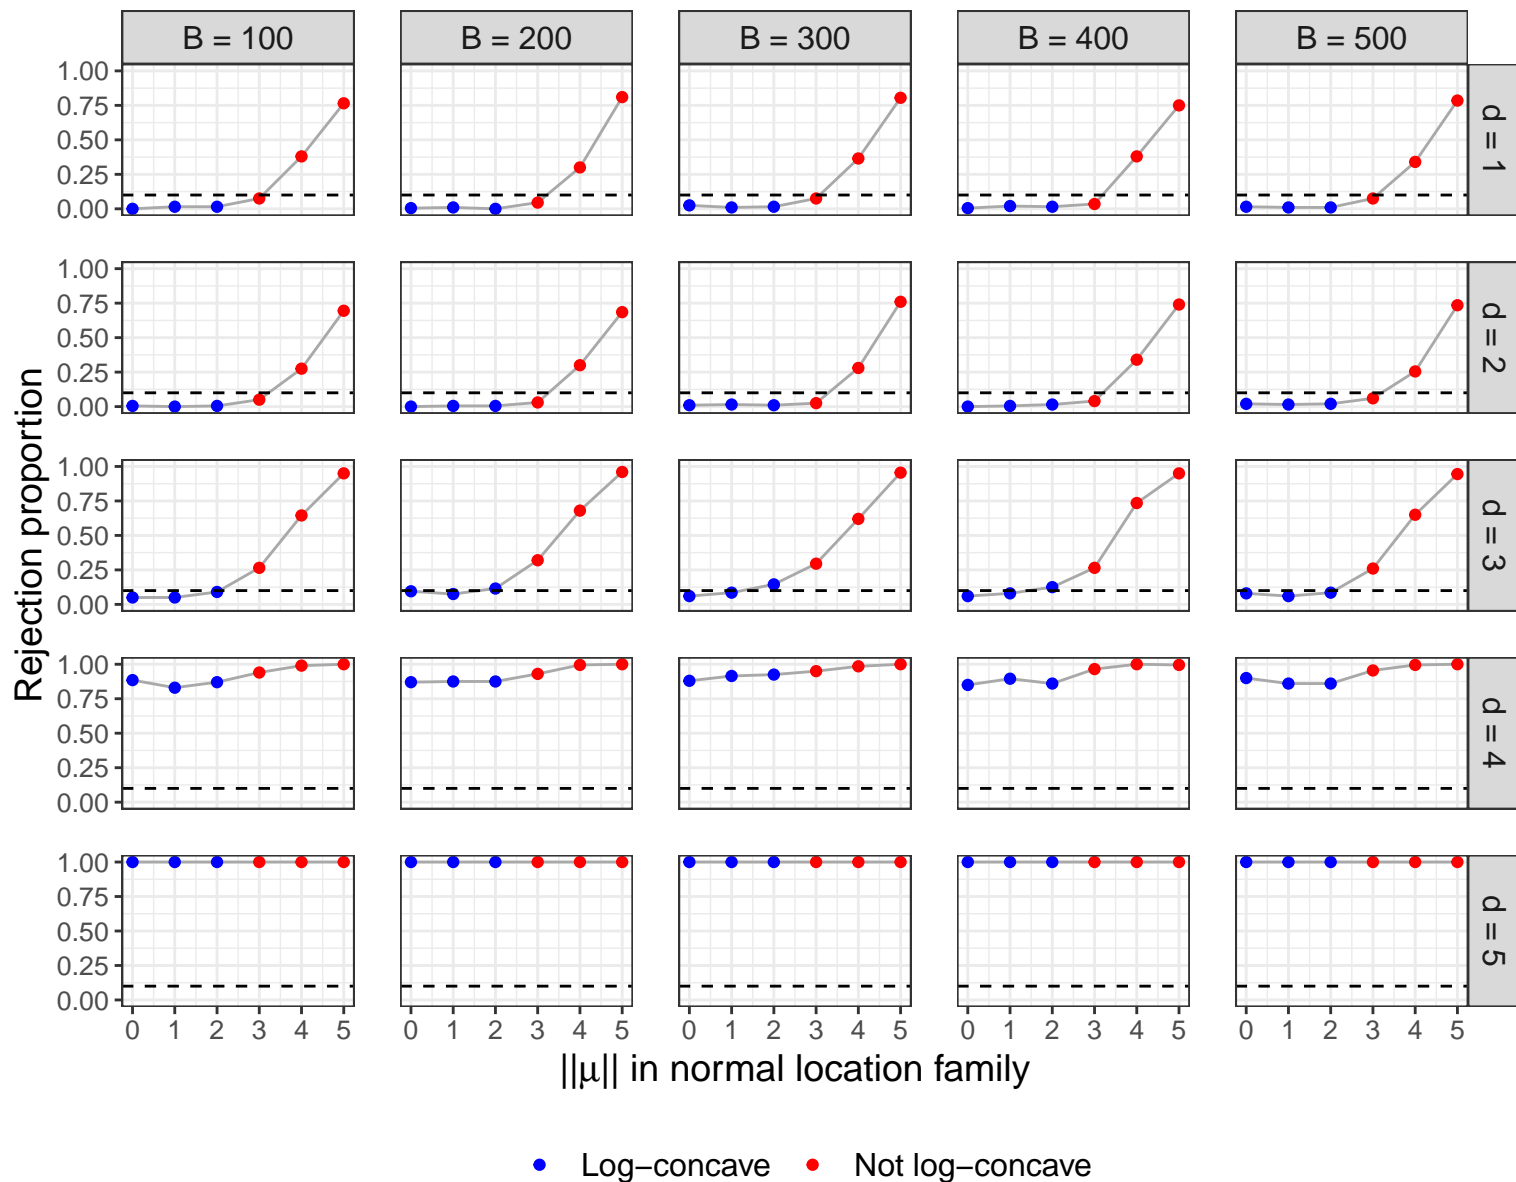 B = 100 B = 200 B = 300 B = 400 B = 500
1.00
0.75
0.50
0.25
0.00
d = 1
1.00
0.75
0.50
0.25
0.00
d = 2
Rejection proportion
1.00
0.75
0.50
0.25
0.00
d = 3
1.00
0.75
0.50
0.25
0.00
d = 4
1.00
0.75
0.50
0.25
0.00
d = 5
0 1 2 3 4 5 0 1 2 3 4 5 0 1 2 3 4 5 0 1 2 3 4 5 0 1 2 3 4 5
||μ|| in normal location family
Log−concave Not log−concave